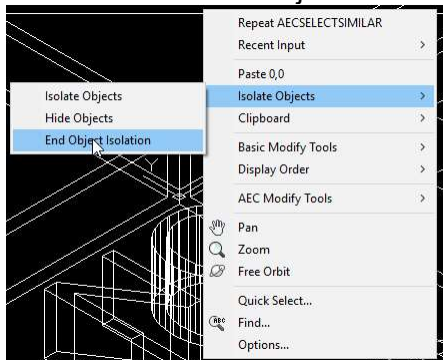 Repeat AECSELECTSIMILAR
Recent Input
Paste 0,0
Isolate Objects
Isolate Objects
Hide Objects
End Object Isolation
Clipboard
Basic Modify Tools
Display Order
AEC Modify Tools
Pan
Zoom
Free Orbit
Quick Select...
ABC
Find...
Options...